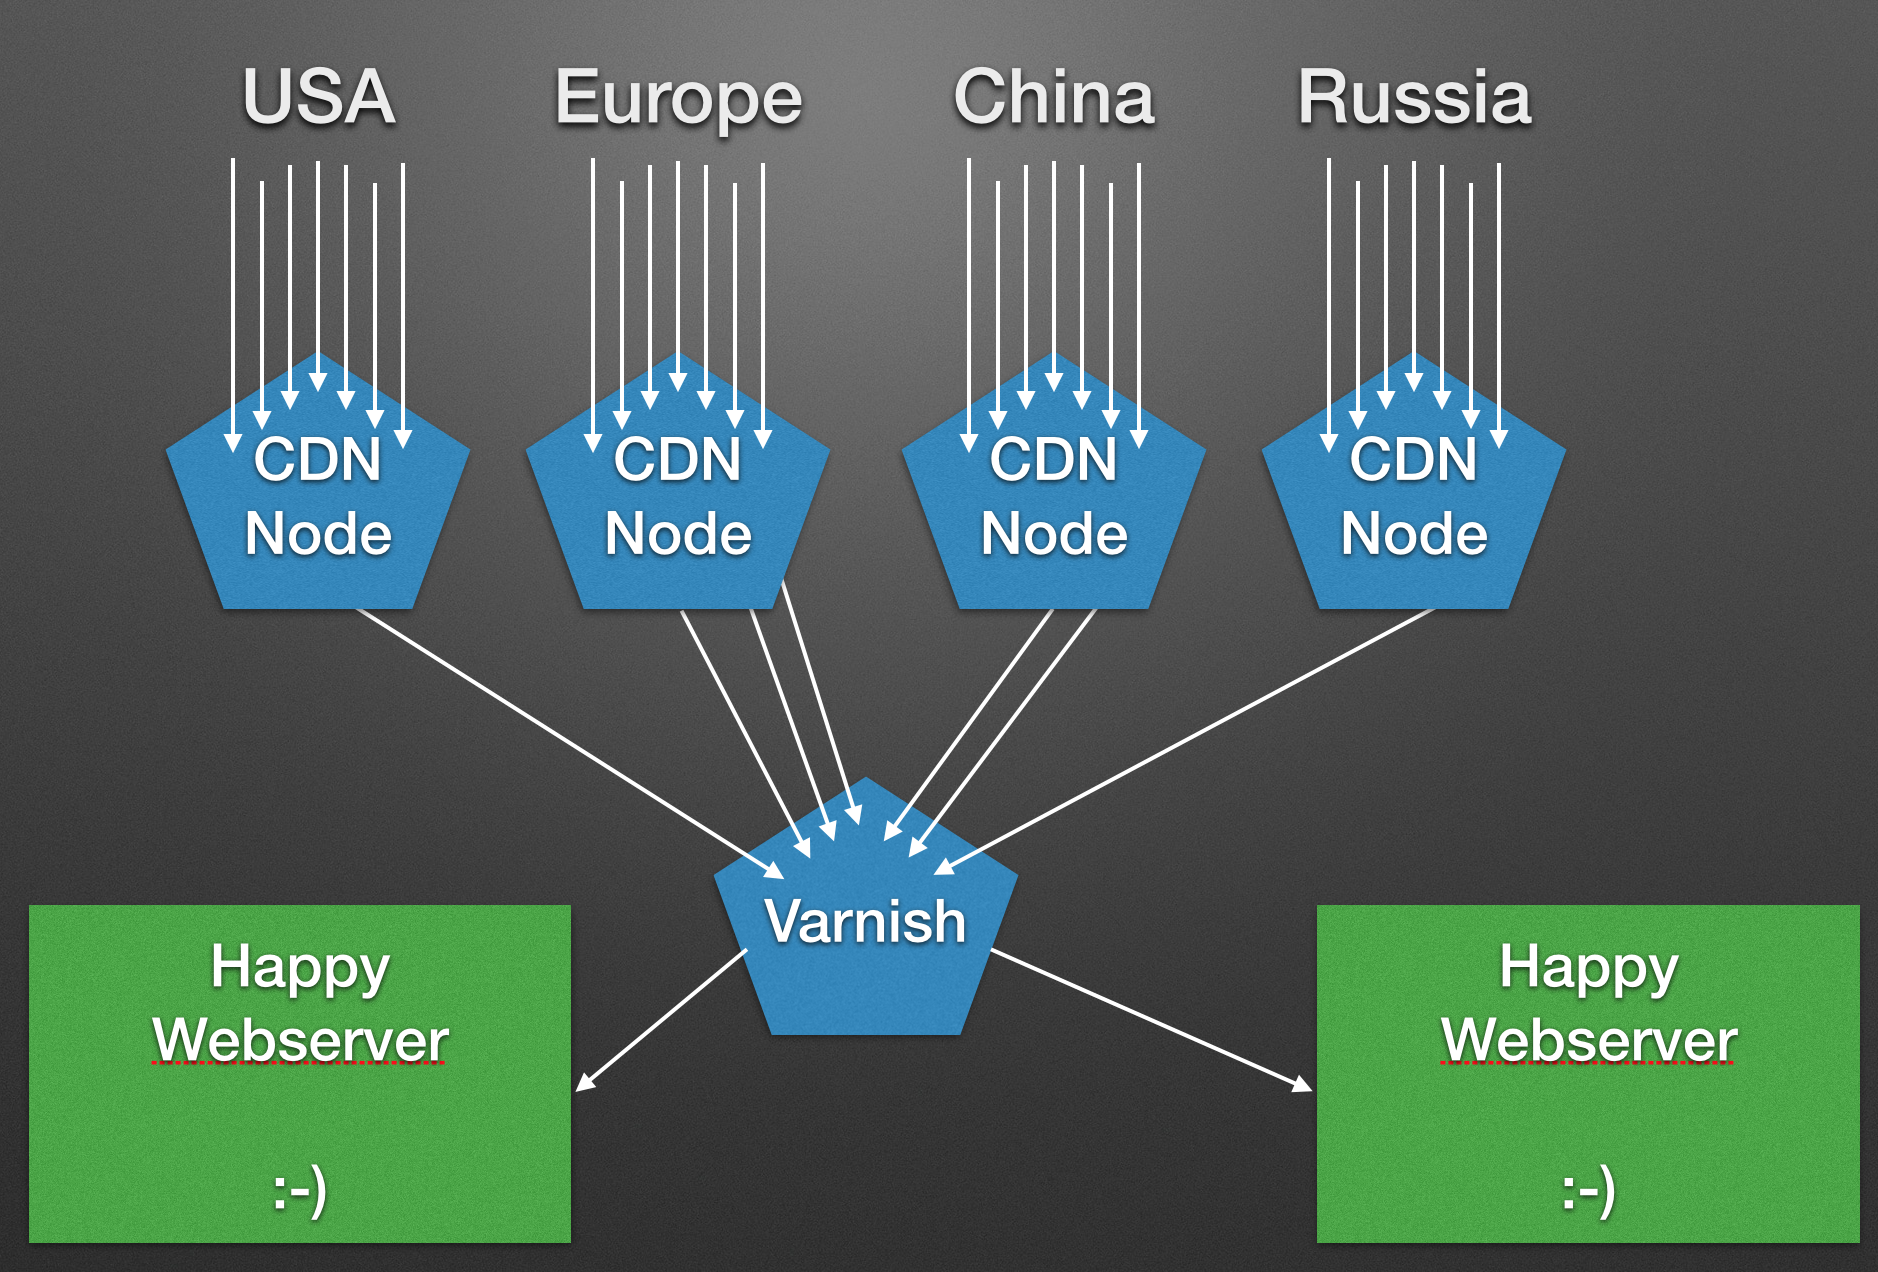 USA
Europe
China
Russia
CDN
Node
CDN
Node
CDN
Node
CDN
Node
Varnish
Happy
Webserver
:-)
Happy
Webserver
:-)